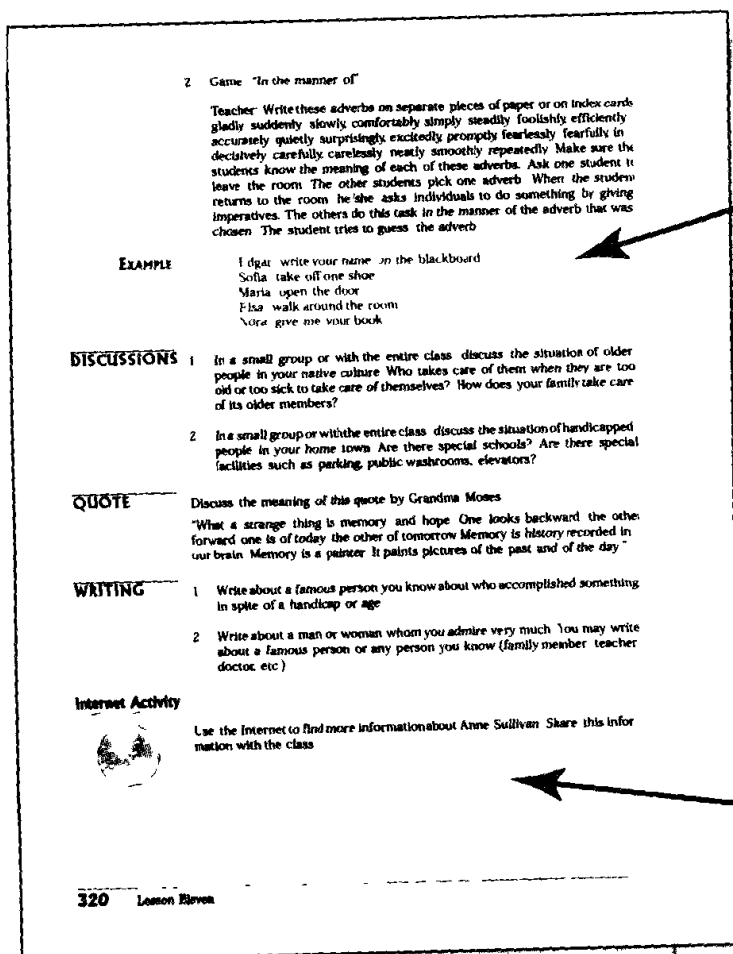 2 Game "In the manner of"
Teacher Write these adverbs on separate pieces of paper or on index cards
gladly suddenly slowly, comfortably simply steadily foolishly, efficiently
accurately quietly surprisingly, excitedly, promptly fearlessly fearfully, in
decisively carefully, carelessly neatly smoothly repeatedly Make sure the
students know the meaning of each of these adverbs. Ask one student t
leave the room The other students pick one adverb When the studen
returns to the room he/she asks individuals to do something by giving
imperatives. The others do this task in the manner of the adverb that was
chosen The student tries to guess the adverb
EXAMPLE
Edgar write your name on the blackboard
Sofia take off one shoe
Maria open the door
Elsa walk around the room
Nora give me your book
DISCUSSIONS 1 In a small group or with the entire class discuss the situation of older
people in your native culture Who takes care of them when they are too
old or too sick to take care of themselves? How does your family take care
of its older members?
2 In a small group or with the entire class discuss the situation of handicapped
people in your home town Are there special schools? Are there special
facilities such as parking, public washrooms, elevators?
QUOTE Discuss the meaning of this quote by Grandma Moses
"What a strange thing is memory and hope One looks backward the othe
forward one is of today the other of tomorrow Memory is history recorded in
our brain Memory is a painter It paints pictures of the past and of the day"
WRITING 1 Write about a famous person you know about who accomplished something
in spite of a handicap or age
2 Write about a man or woman whom you admire very much You may write
about a famous person or any person you know (family member teacher
doctor, etc )
Internet Activity
Use the Internet to find more information about Anne Sullivan Share this infor
mation with the class
320 Lesson Eleven